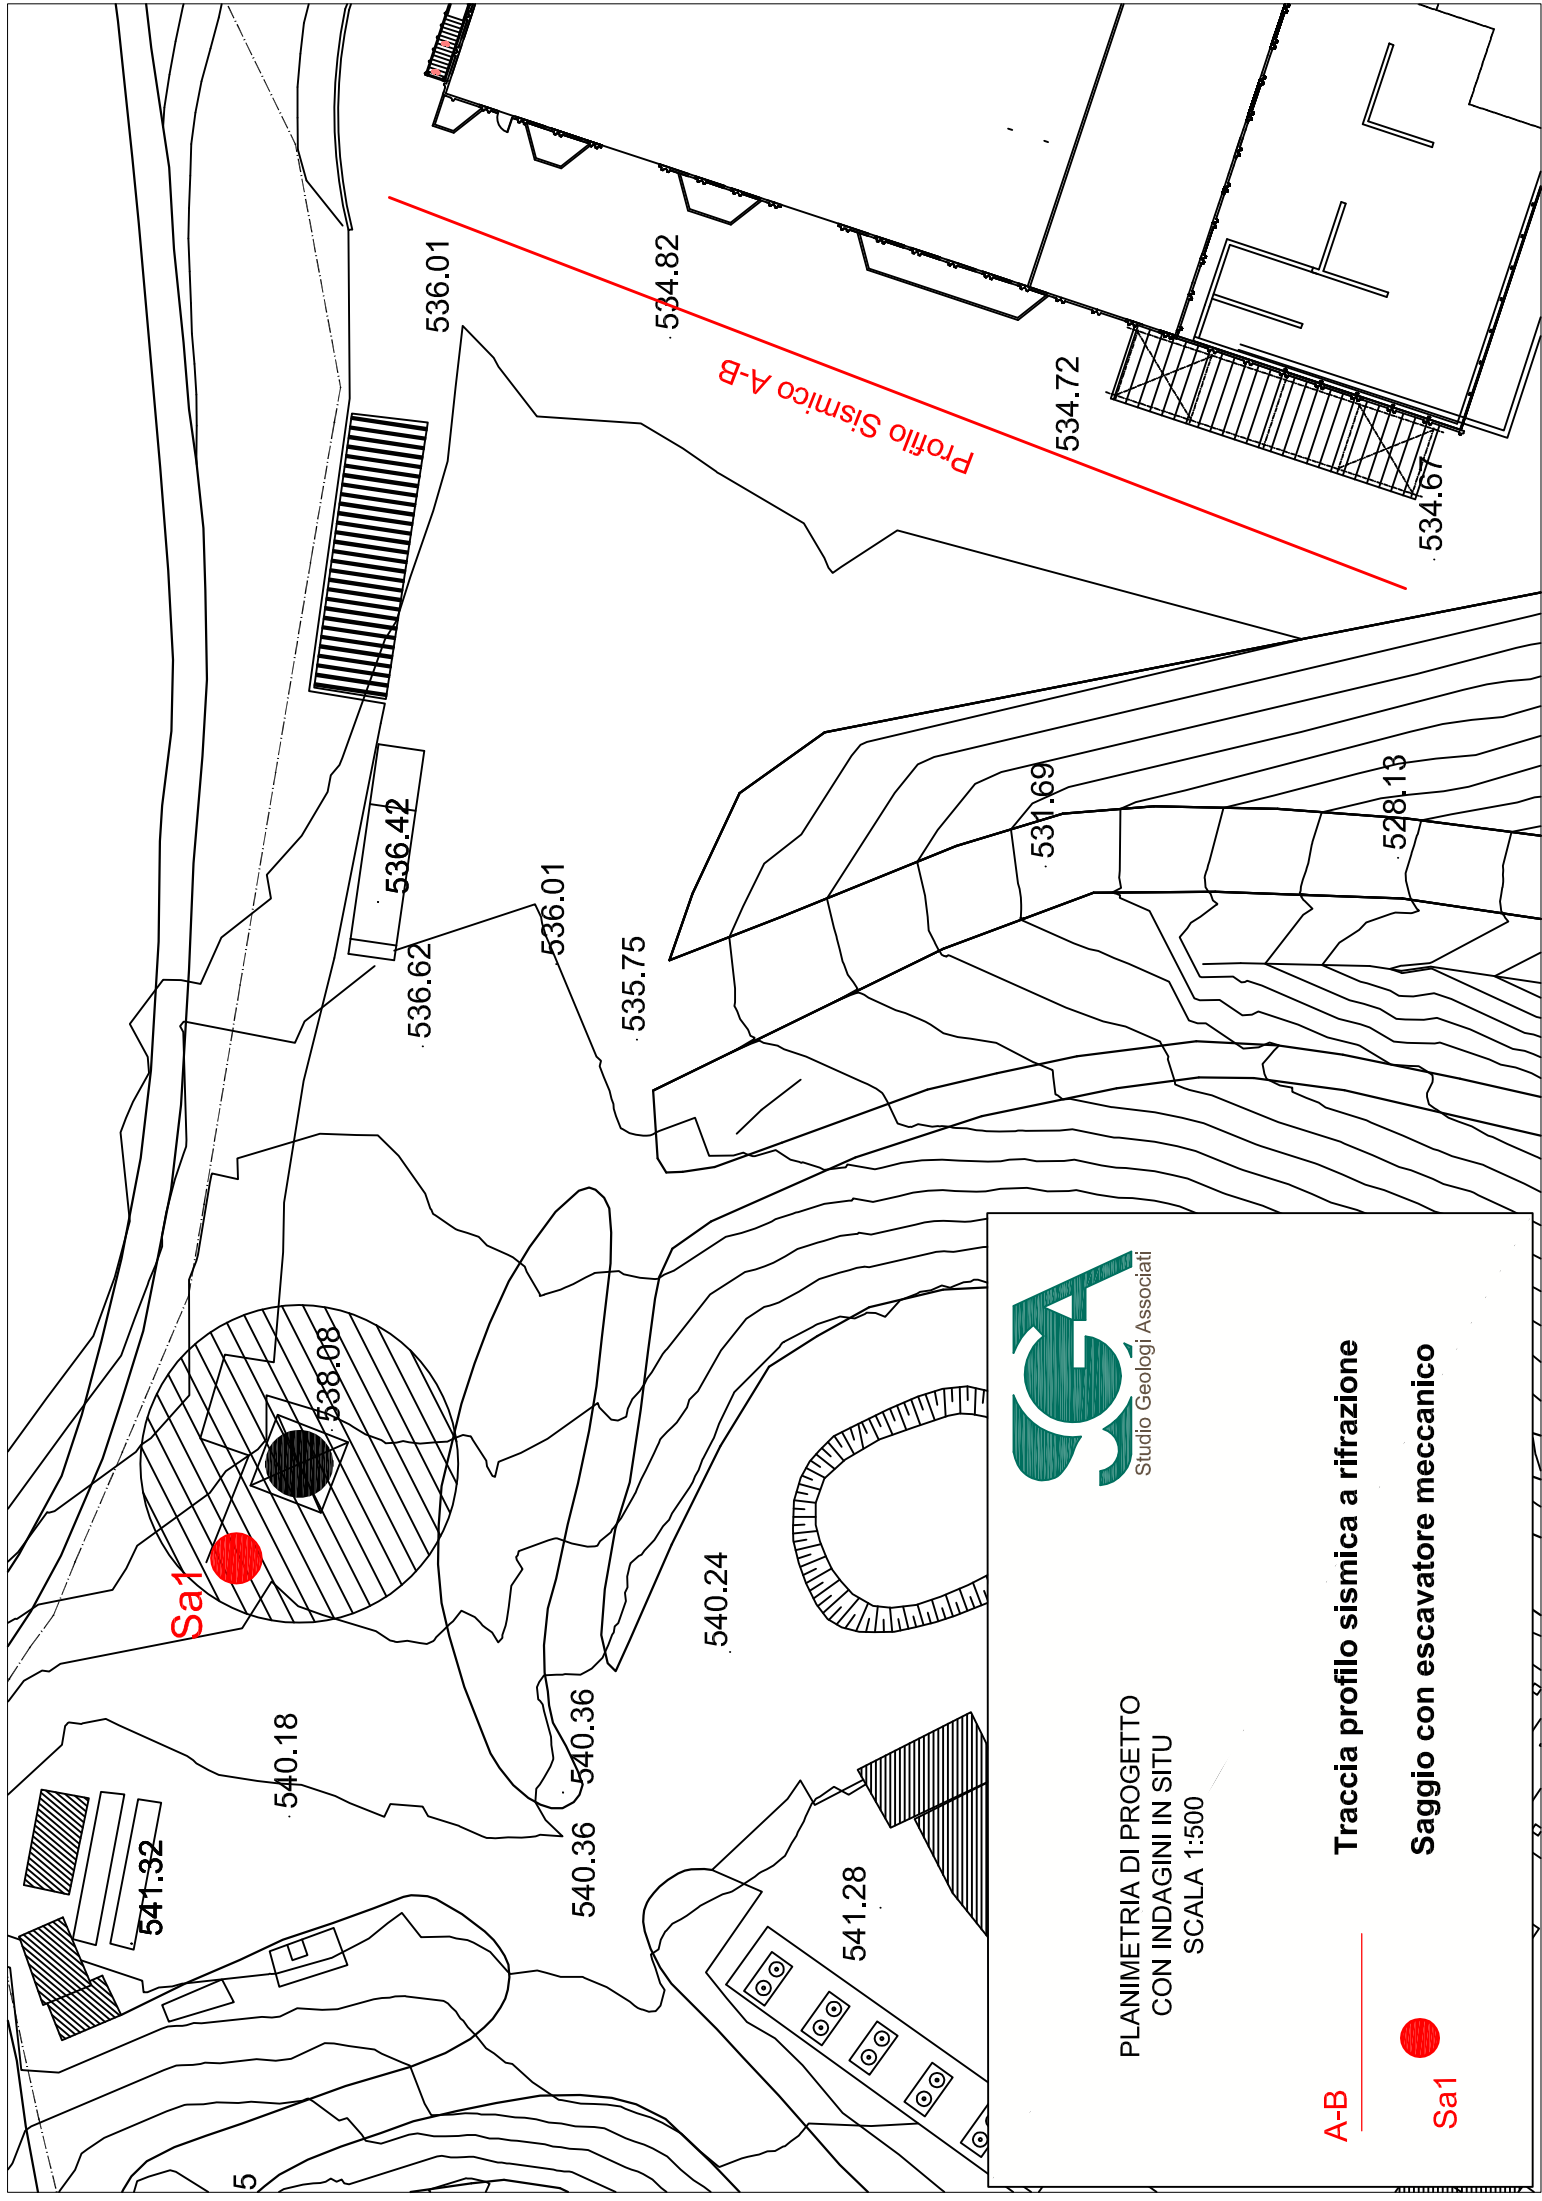 541.32
540.18
Sa1
538.08
536.62
536.42
536.01
536.01
535.75
534.82
Profilo Sismico A-B
534.72
534.67
531.69
528.13
540.24
540.36
540.36
541.28
5
SGA
Studio Geologi Associati
PLANIMETRIA DI PROGETTO
CON INDAGINI IN SITU
SCALA 1:500
A-B Traccia profilo sismica a rifrazione
Sa1 Saggio con escavatore meccanico